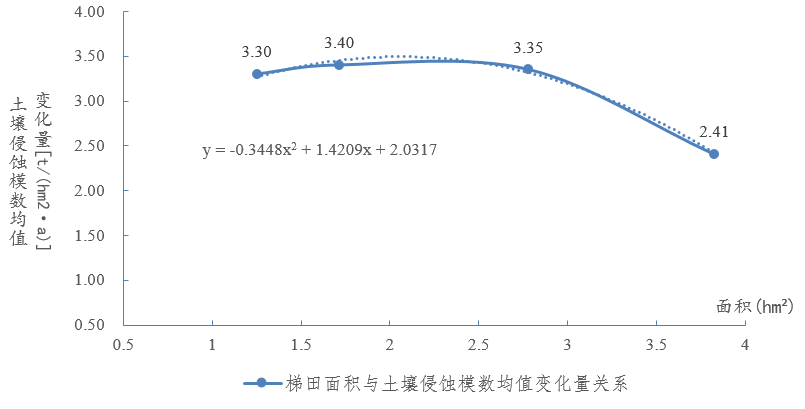 土壤侵蚀模数均值
变化量[t/(hm2·a)]
4.00
3.50
3.00
2.50
2.00
1.50
1.00
0.50
3.30
3.40
3.35
2.41
y = -0.3448x² + 1.4209x + 2.0317
面积(hm²)
0.5 1 1.5 2 2.5 3 3.5 4
梯田面积与土壤侵蚀模数均值变化量关系